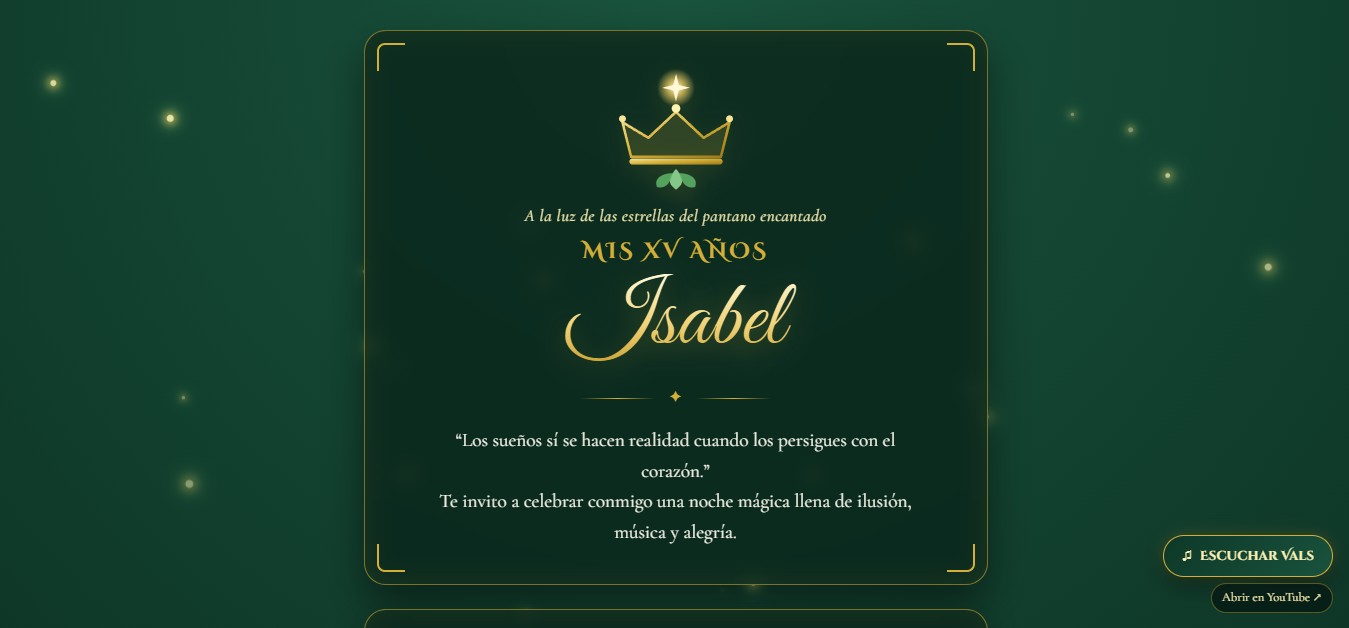 A la luz de las estrellas del pantano encantado
MIS XV AÑOS
Isabel
“Los sueños sí se hacen realidad cuando los persigues con el
corazón.”
Te invito a celebrar conmigo una noche mágica llena de ilusión,
música y alegría.
♫ ESCUCHAR VALS
Abrir en YouTube ↗